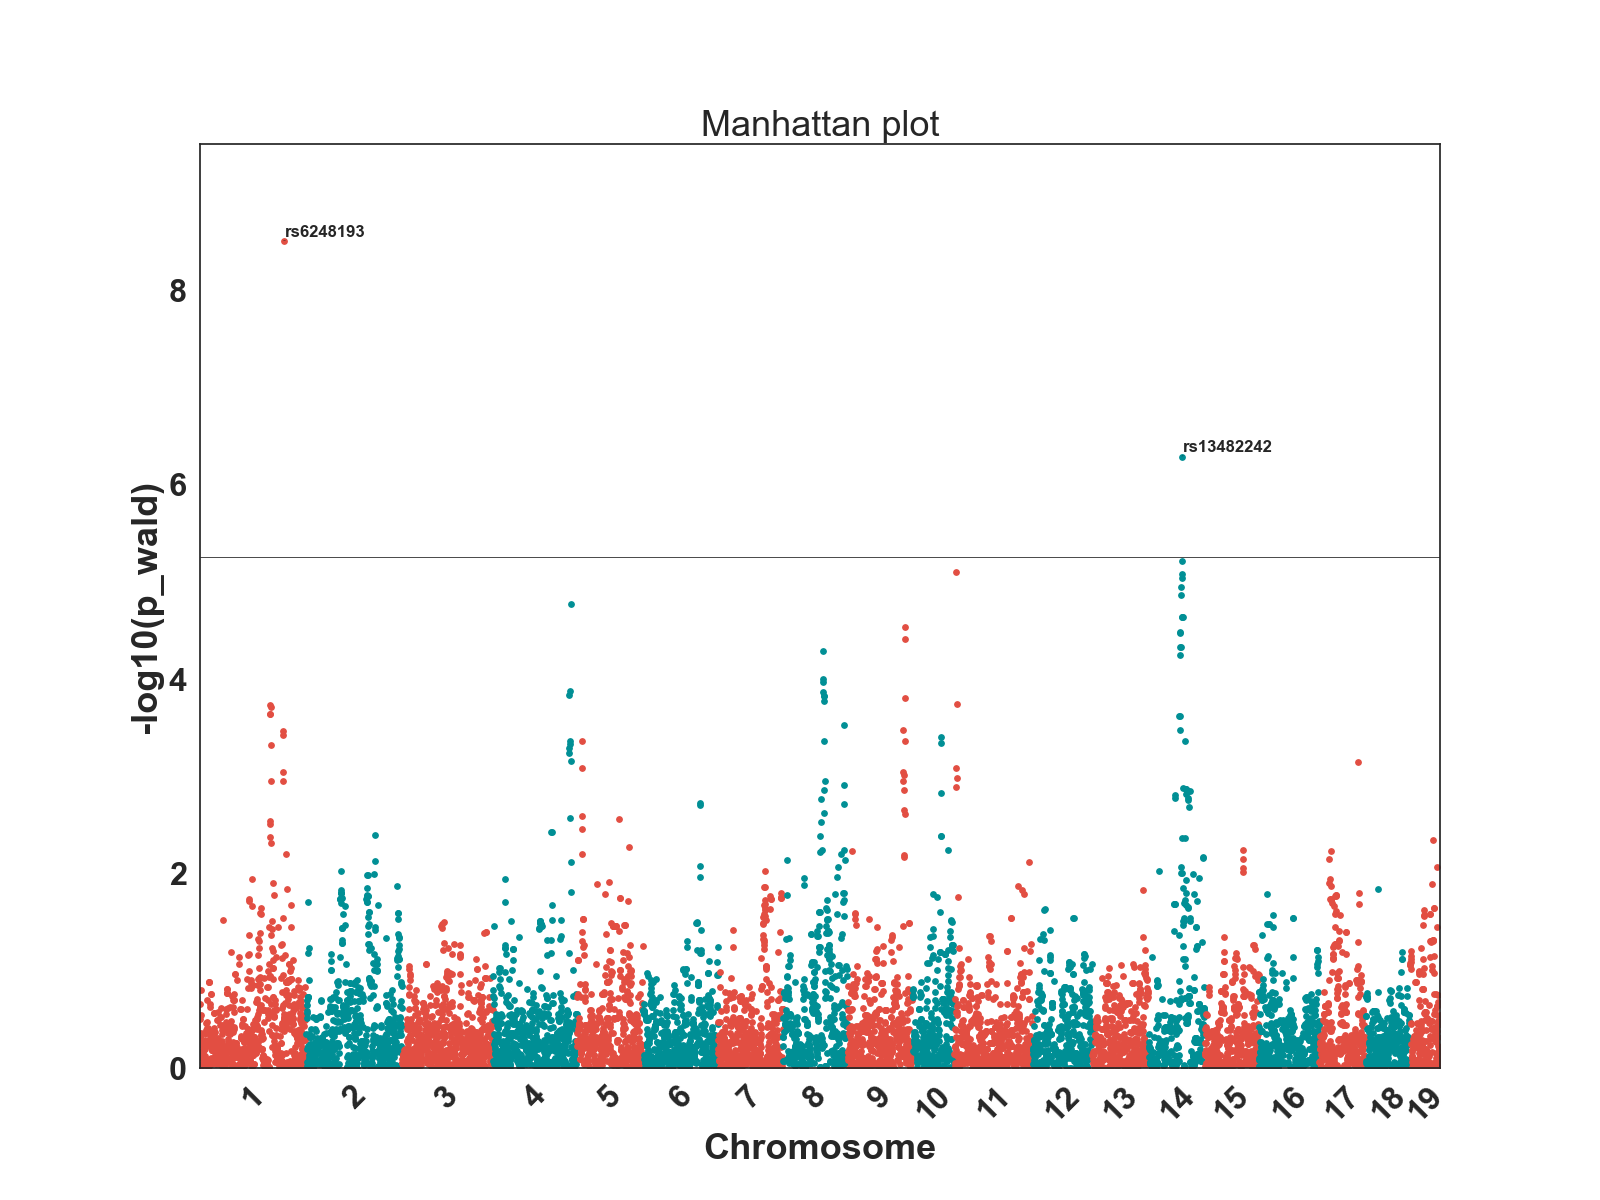 Manhattan plot
rs6248193
8
rs13482242
6
-log10(p_wald)
4
2
0
1 2 3 4 5 6 7 8 9 10 11 12 13 14 15 16 17 18 19
Chromosome